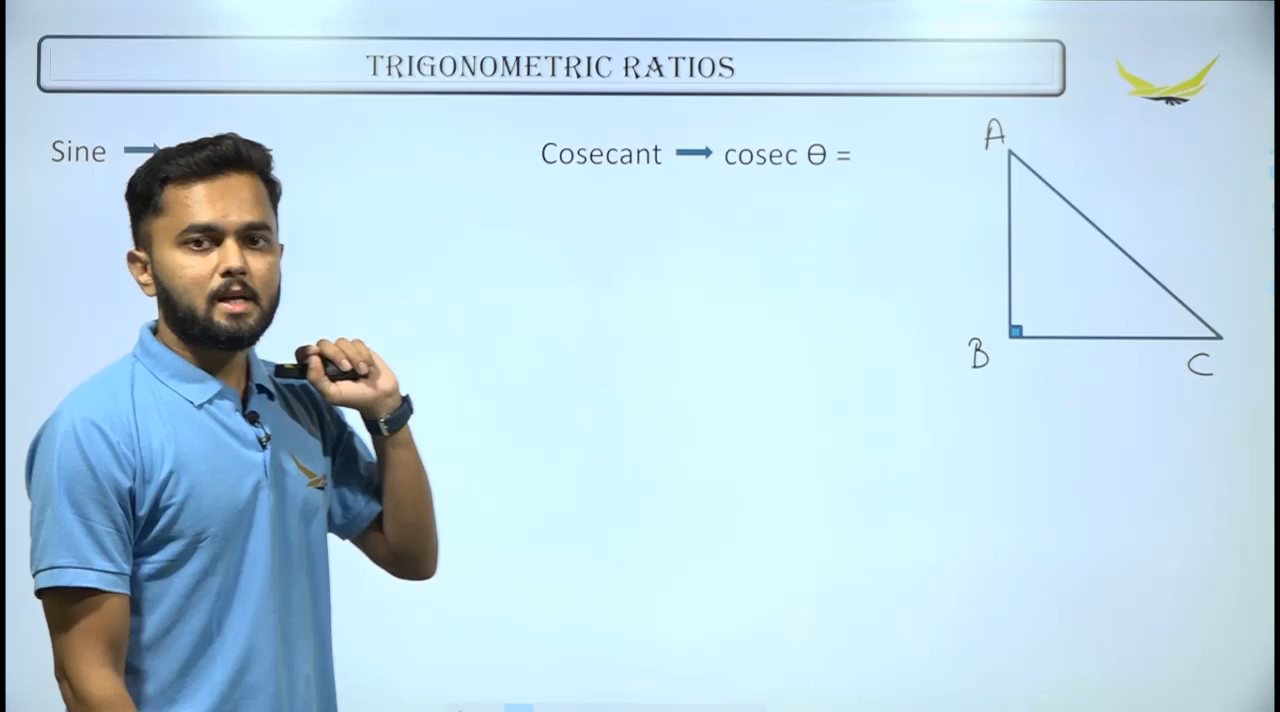 TRIGONOMETRIC RATIOS
Sine → =
Cosecant → cosec Ɵ =
A
B
C